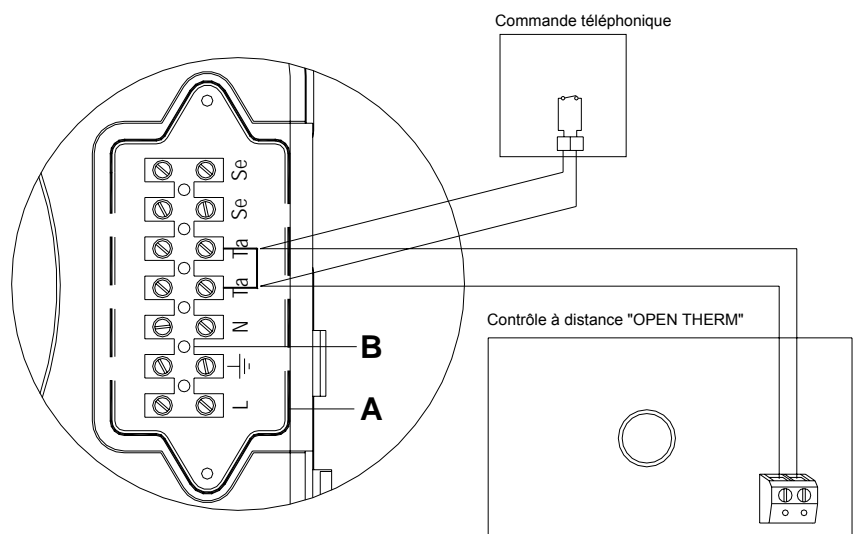 Commande téléphonique
Se
Se
Ta
Ta
N
L
B
A
Contrôle à distance "OPEN THERM"